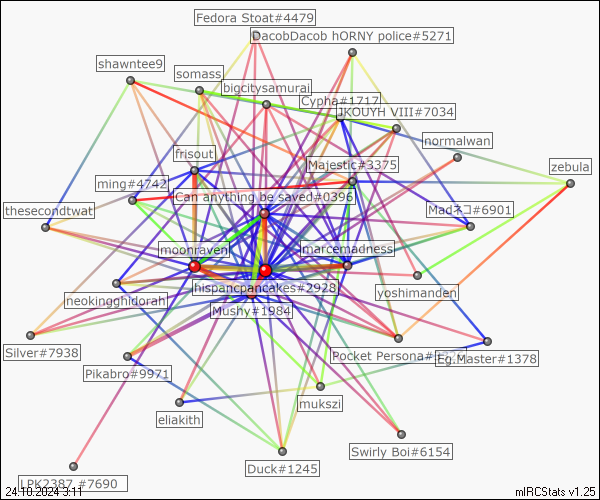 Fedora Stoat#4479
DacobDacob hORNY police#5271
shawntee9
somass
bigcitysamurai
Cypha#1717
JKOUYH VIII#7034
normalwan
frisout
Majestic#3375
zebula
ming#4742
Can anything be saved#0396
thesecondtwat
Madネコ#6901
moonraven
marcemadness
hispancpancakes#2928
yoshimanden
neokingghidorah
Mushy#1984
Silver#7938
Pocket Persona#
Eg.Master#1378
Pikabro#9971
mukszi
eliakith
Swirly Boi#6154
Duck#1245
LPK2387 #7690
24.10.2024 3:11
mIRCStats v1.25